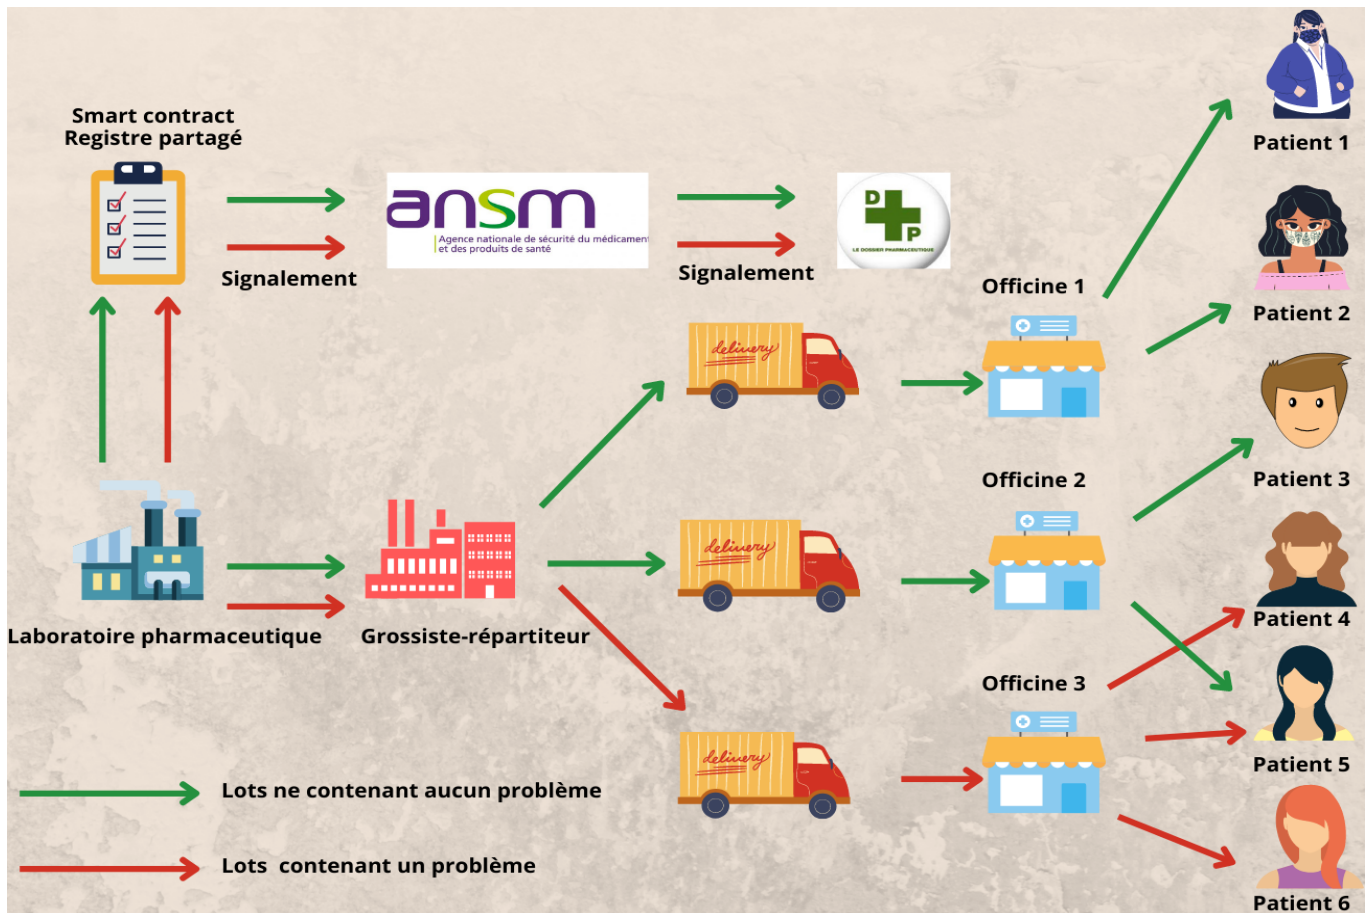 Smart contract
Registre partagé
ansm
Agence nationale de sécurité du médicament
et des produits de santé
Signalement
Signalement
D
P
LE DOSSIER PHARMACEUTIQUE
Officine 1
delivery
Patient 1
Patient 2
Patient 3
Officine 2
delivery
Laboratoire pharmaceutique
Grossiste-répartiteur
Patient 4
Officine 3
delivery
Patient 5
Lots ne contenant aucun problème
Lots contenant un problème
Patient 6